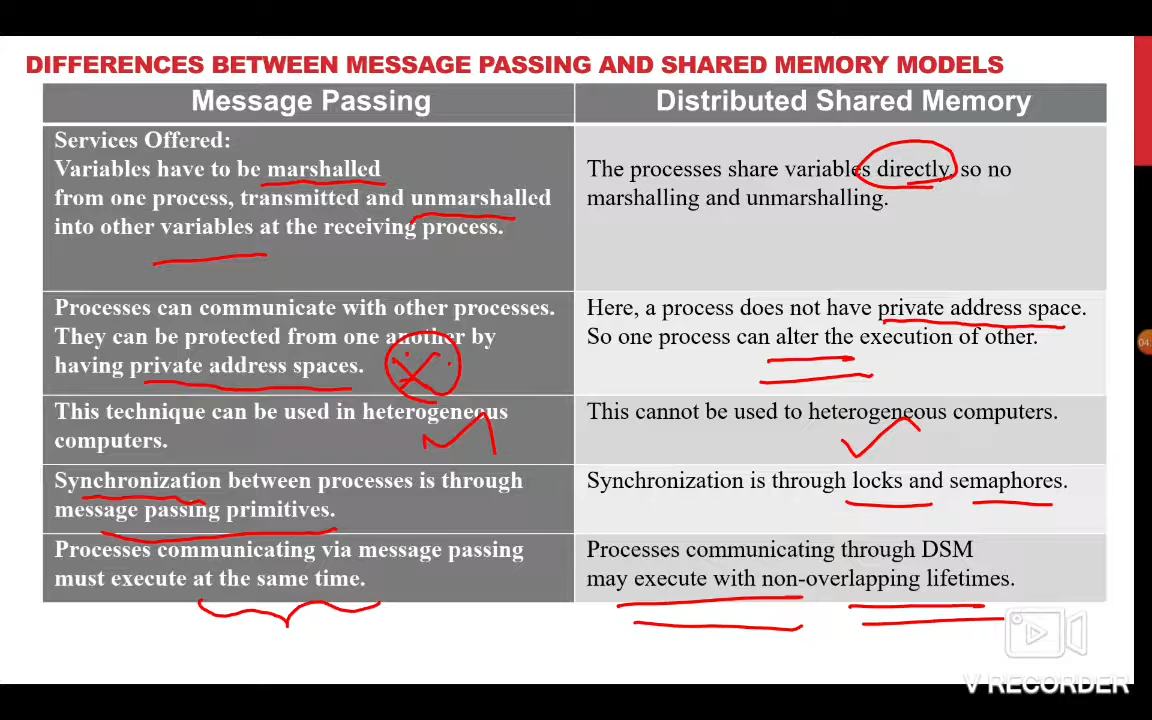 DIFFERENCES BETWEEN MESSAGE PASSING AND SHARED MEMORY MODELS
Message Passing
Distributed Shared Memory
Services Offered:
Variables have to be marshalled
from one process, transmitted and unmarshalled
into other variables at the receiving process.
The processes share variables directly, so no
marshalling and unmarshalling.
Processes can communicate with other processes.
They can be protected from one another by
having private address spaces.
Here, a process does not have private address space.
So one process can alter the execution of other.
This technique can be used in heterogeneous
computers.
This cannot be used to heterogeneous computers.
Synchronization between processes is through
message passing primitives.
Synchronization is through locks and semaphores.
Processes communicating via message passing
must execute at the same time.
Processes communicating through DSM
may execute with non-overlapping lifetimes.
V RECORDER